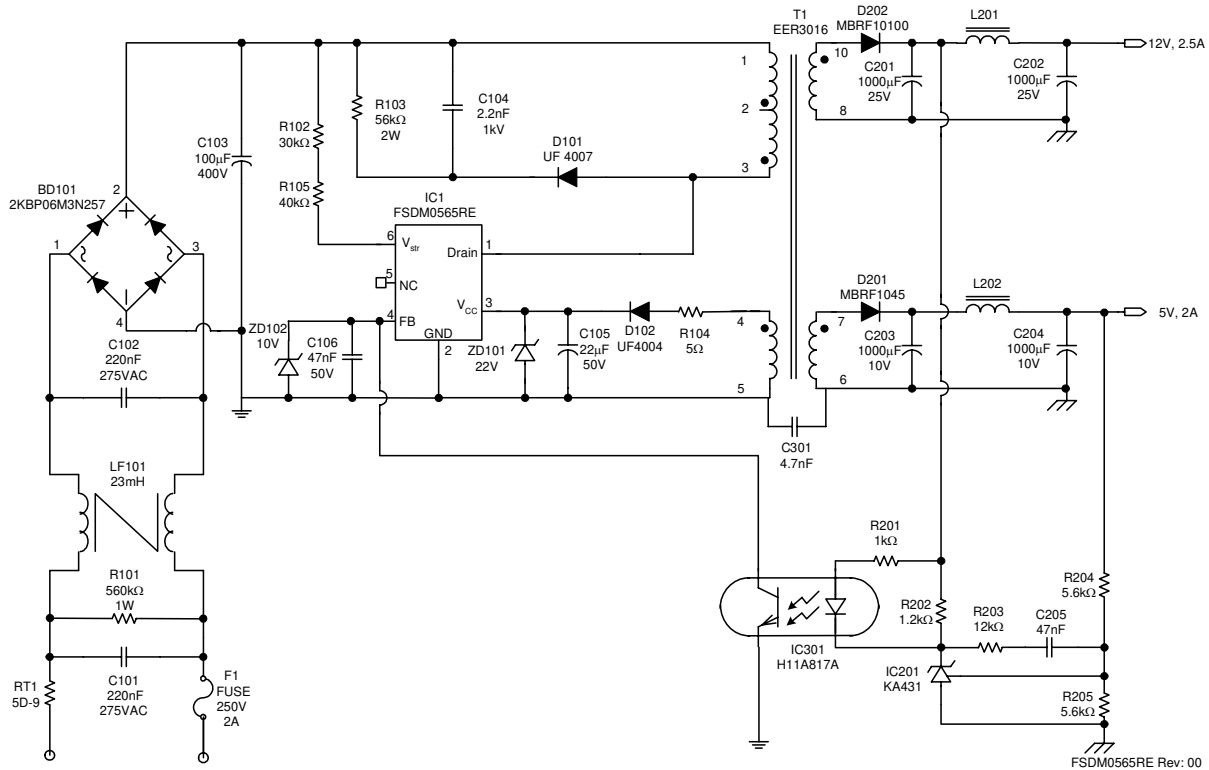 T1
EER3016
D202
MBRF10100
L201
12V, 2.5A
1
10
C201
1000µF
25V
C202
1000µF
25V
R103
56kΩ
2W
C104
2.2nF
1kV
2
8
C103
100µF
400V
R102
30kΩ
D101
UF 4007
3
BD101
2KBP06M3N257
2
R105
40kΩ
IC1
FSDM0565RE
1
3
6
Vstr
Drain
1
5
NC
D201
MBRF1045
L202
4
4
FB
VCC
3
4
7
5V, 2A
ZD102
10V
C106
47nF
50V
GND
2
ZD101
22V
C105
22µF
50V
D102
UF4004
R104
5Ω
C203
1000µF
10V
C204
1000µF
10V
C102
220nF
275VAC
5
6
C301
4.7nF
LF101
23mH
R201
1kΩ
R101
560kΩ
1W
R204
5.6kΩ
R202
1.2kΩ
R203
12kΩ
C205
47nF
IC301
H11A817A
IC201
KA431
RT1
5D-9
C101
220nF
275VAC
F1
FUSE
250V
2A
R205
5.6kΩ
FSDM0565RE Rev: 00